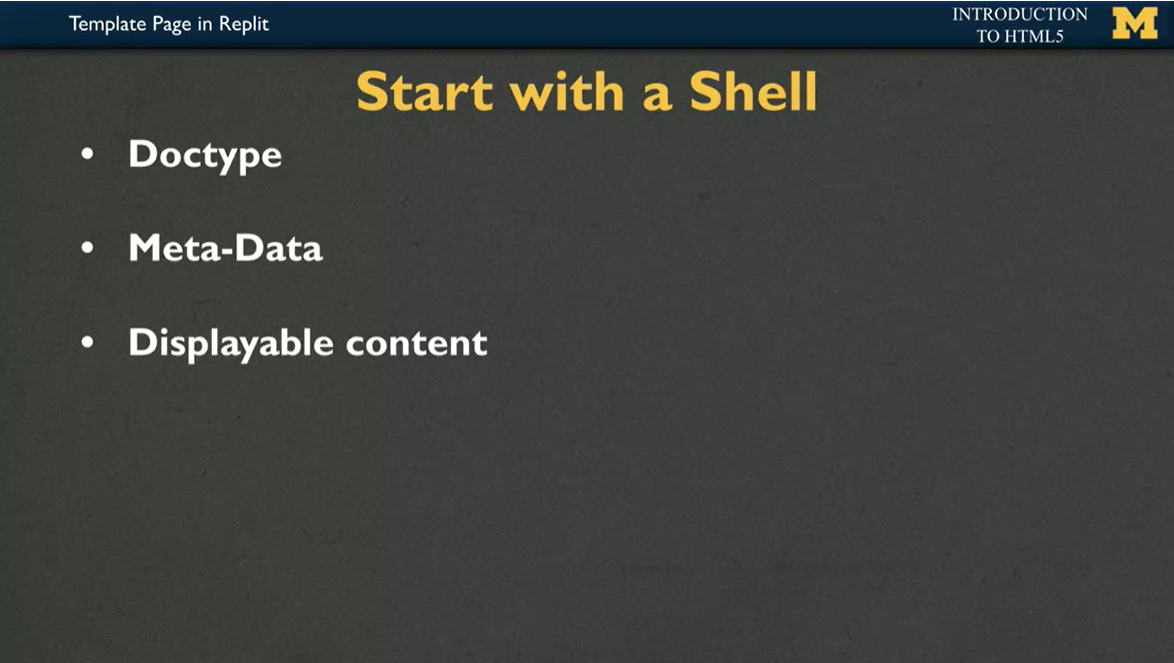 Template Page in Replit
INTRODUCTION
TO HTML5
M
Start with a Shell
• Doctype
• Meta-Data
• Displayable content